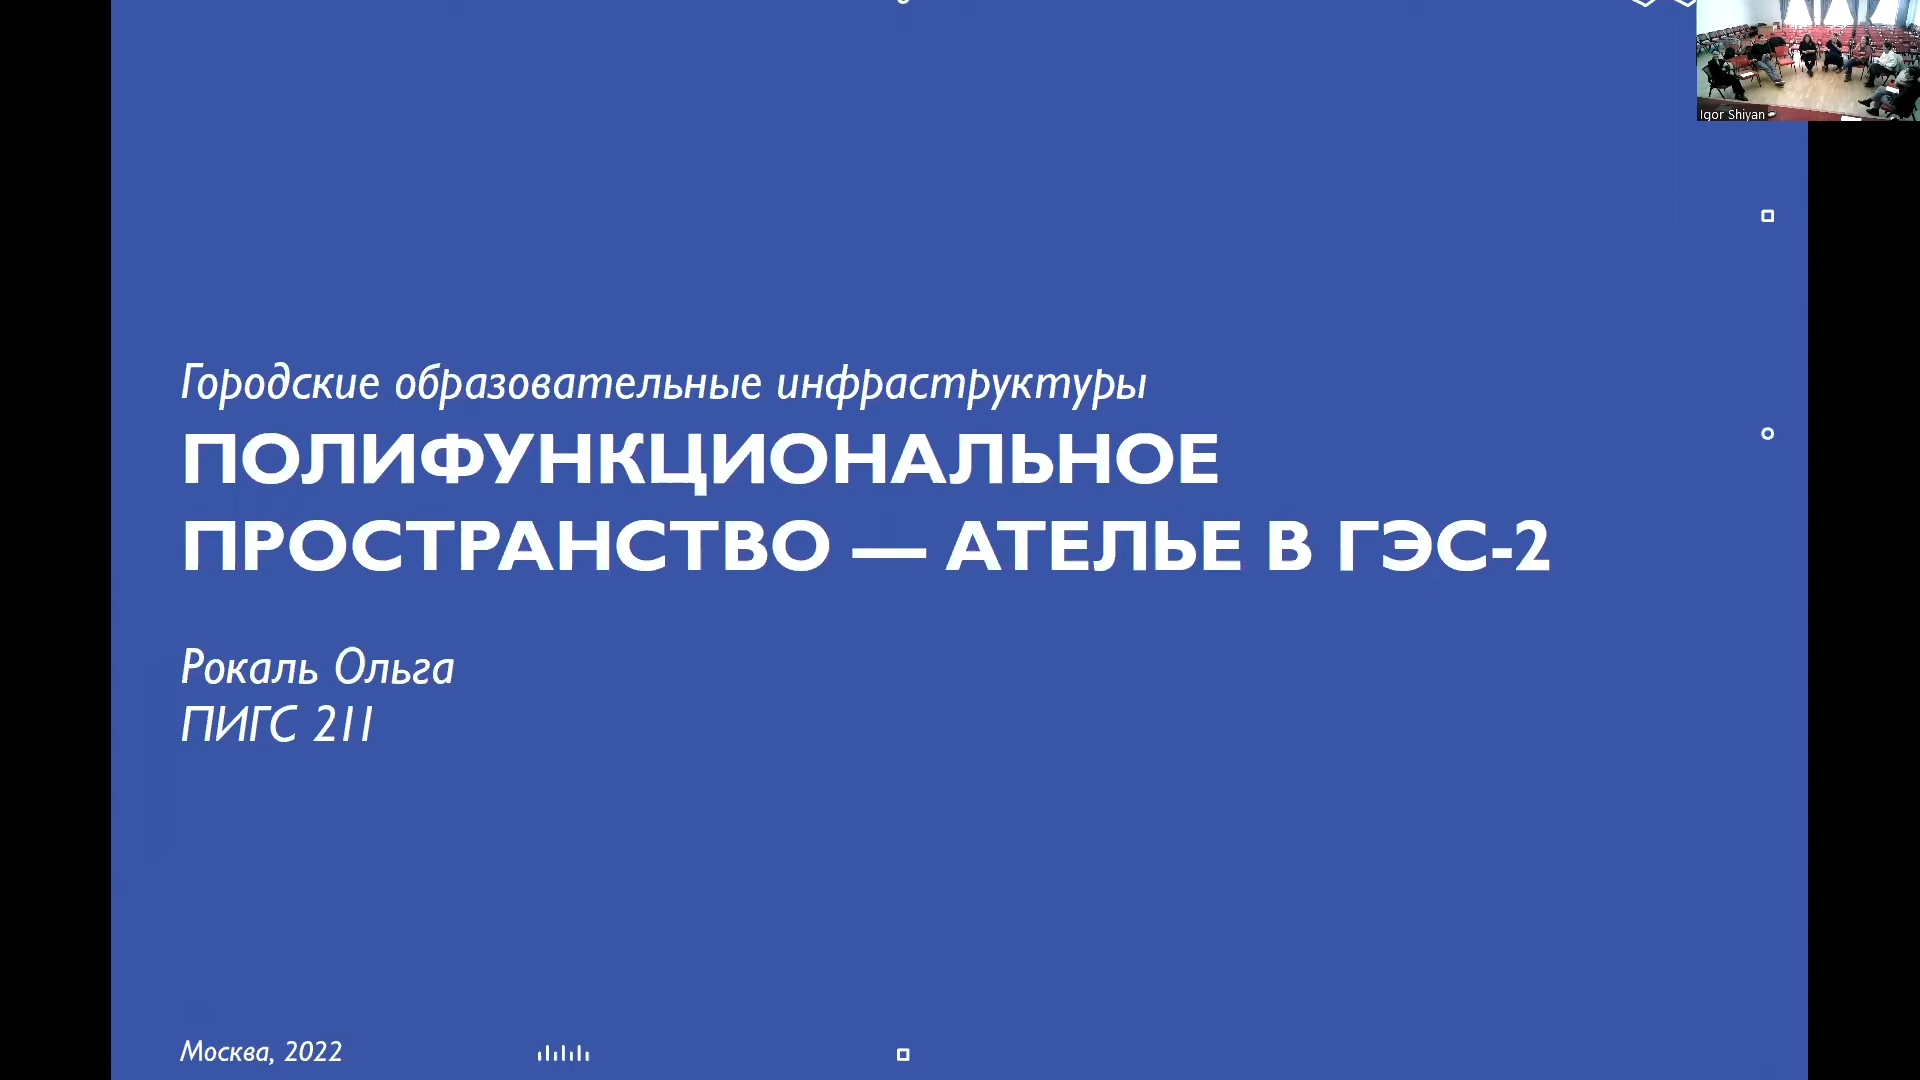 Igor Shiyan
Городские образовательные инфраструктуры
ПОЛИФУНКЦИОНАЛЬНОЕ
ПРОСТРАНСТВО — АТЕЛЬЕ В ГЭС-2
Рокаль Ольга
ПИГС 211
Москва, 2022